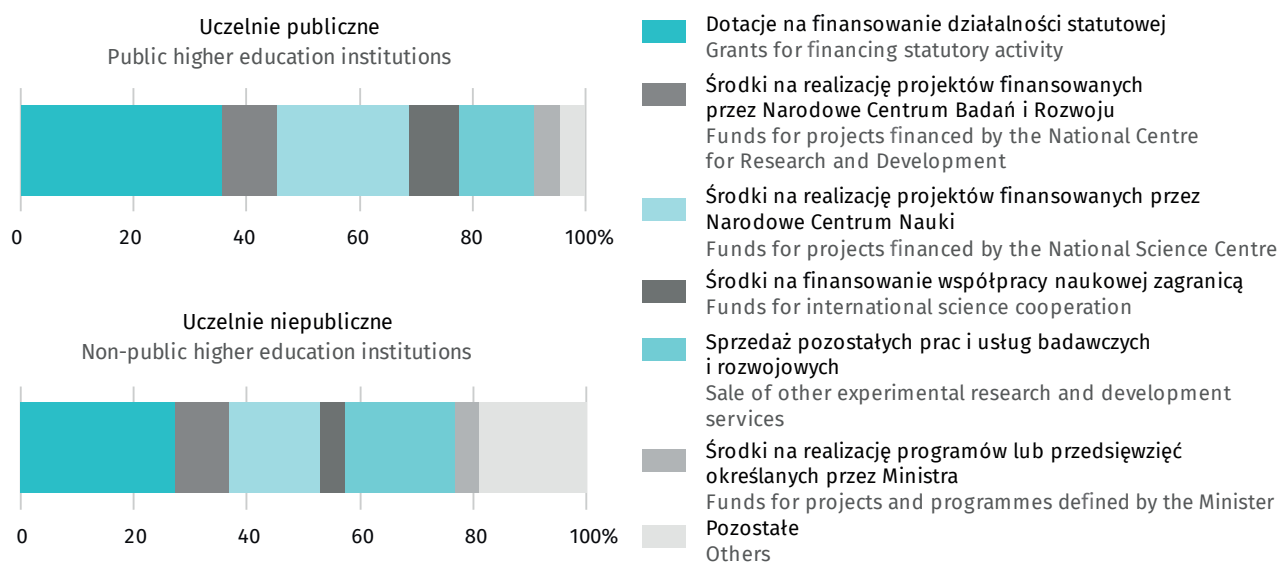 Uczelnie publiczne
Public higher education institutions
0 20 40 60 80 100%
Uczelnie niepubliczne
Non-public higher education institutions
0 20 40 60 80 100%
Dotacje na finansowanie działalności statutowej
Grants for financing statutory activity
Środki na realizację projektów finansowanych
przez Narodowe Centrum Badań i Rozwoju
Funds for projects financed by the National Centre
for Research and Development
Środki na realizację projektów finansowanych przez
Narodowe Centrum Nauki
Funds for projects financed by the National Science Centre
Środki na finansowanie współpracy naukowej zagranicą
Funds for international science cooperation
Sprzedaż pozostałych prac i usług badawczych
i rozwojowych
Sale of other experimental research and development
services
Środki na realizację programów lub przedsięwzięć
określanych przez Ministra
Funds for projects and programmes defined by the Minister
Pozostałe
Others